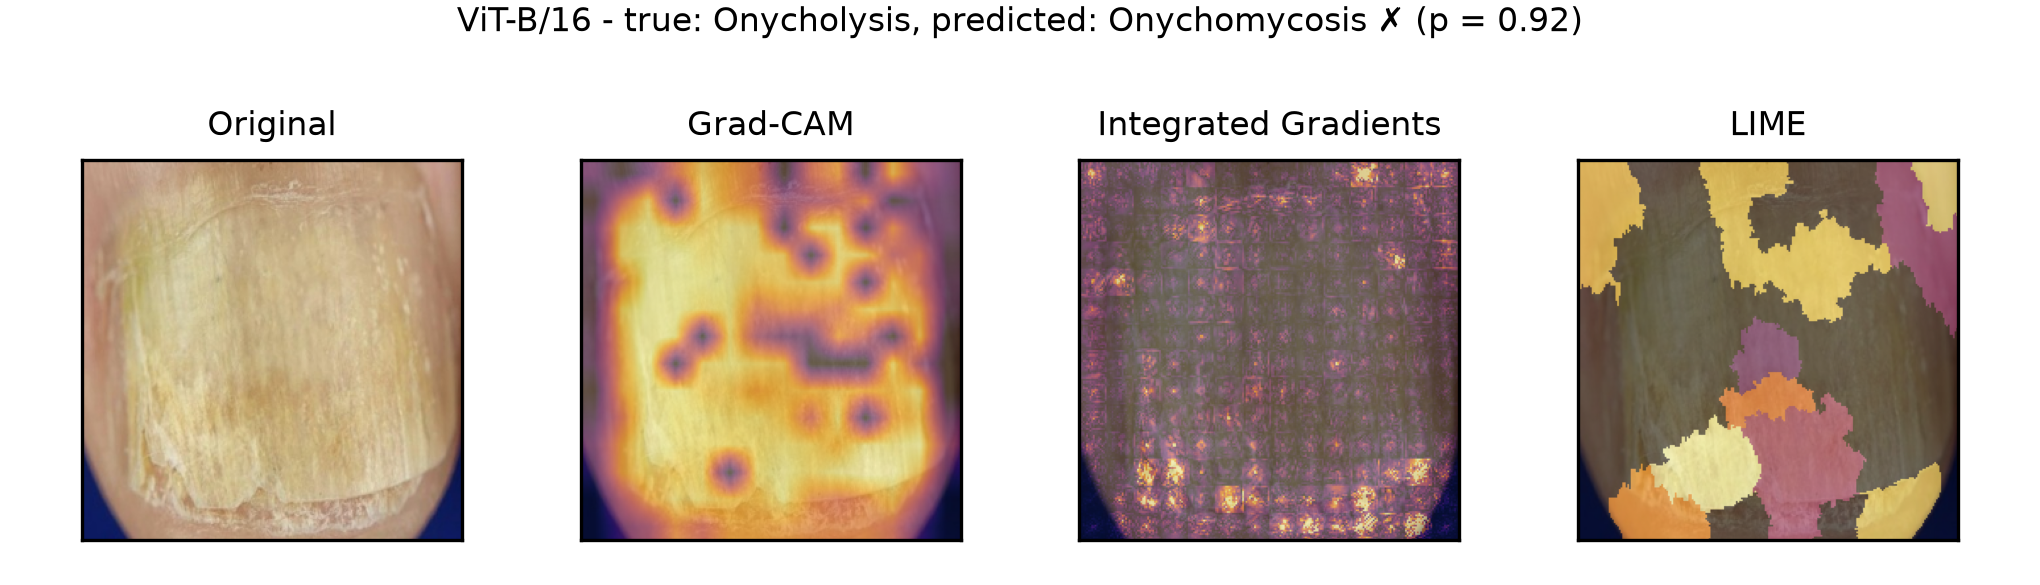 ViT-B/16 - true: Onycholysis, predicted: Onychomycosis ✗ (p = 0.92)
Original
Grad-CAM
Integrated Gradients
LIME